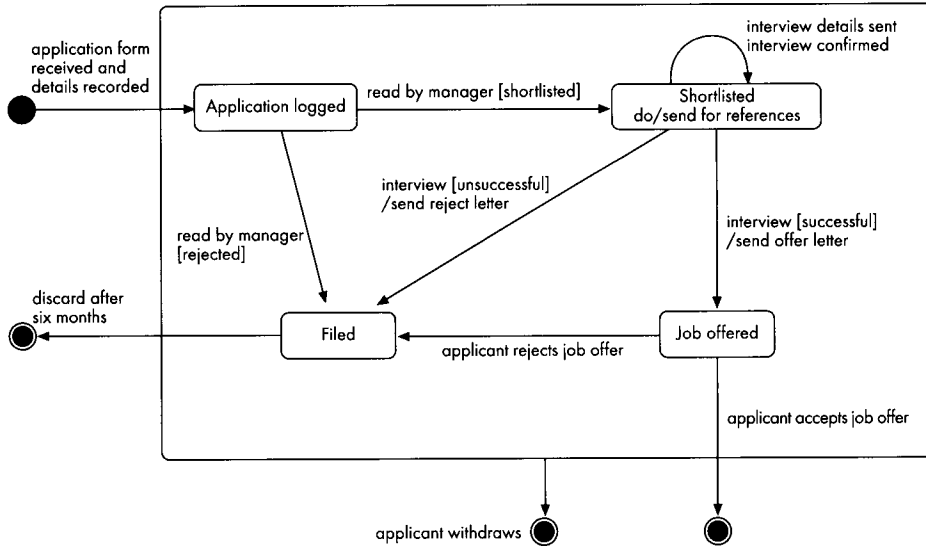 application form
received and
details recorded
interview details sent
interview confirmed
Application logged
read by manager [shortlisted]
Shortlisted
do/send for references
interview [unsuccessful]
/send reject letter
interview [successful]
/send offer letter
read by manager
[rejected]
discard after
six months
Filed
applicant rejects job offer
Job offered
applicant accepts job offer
applicant withdraws